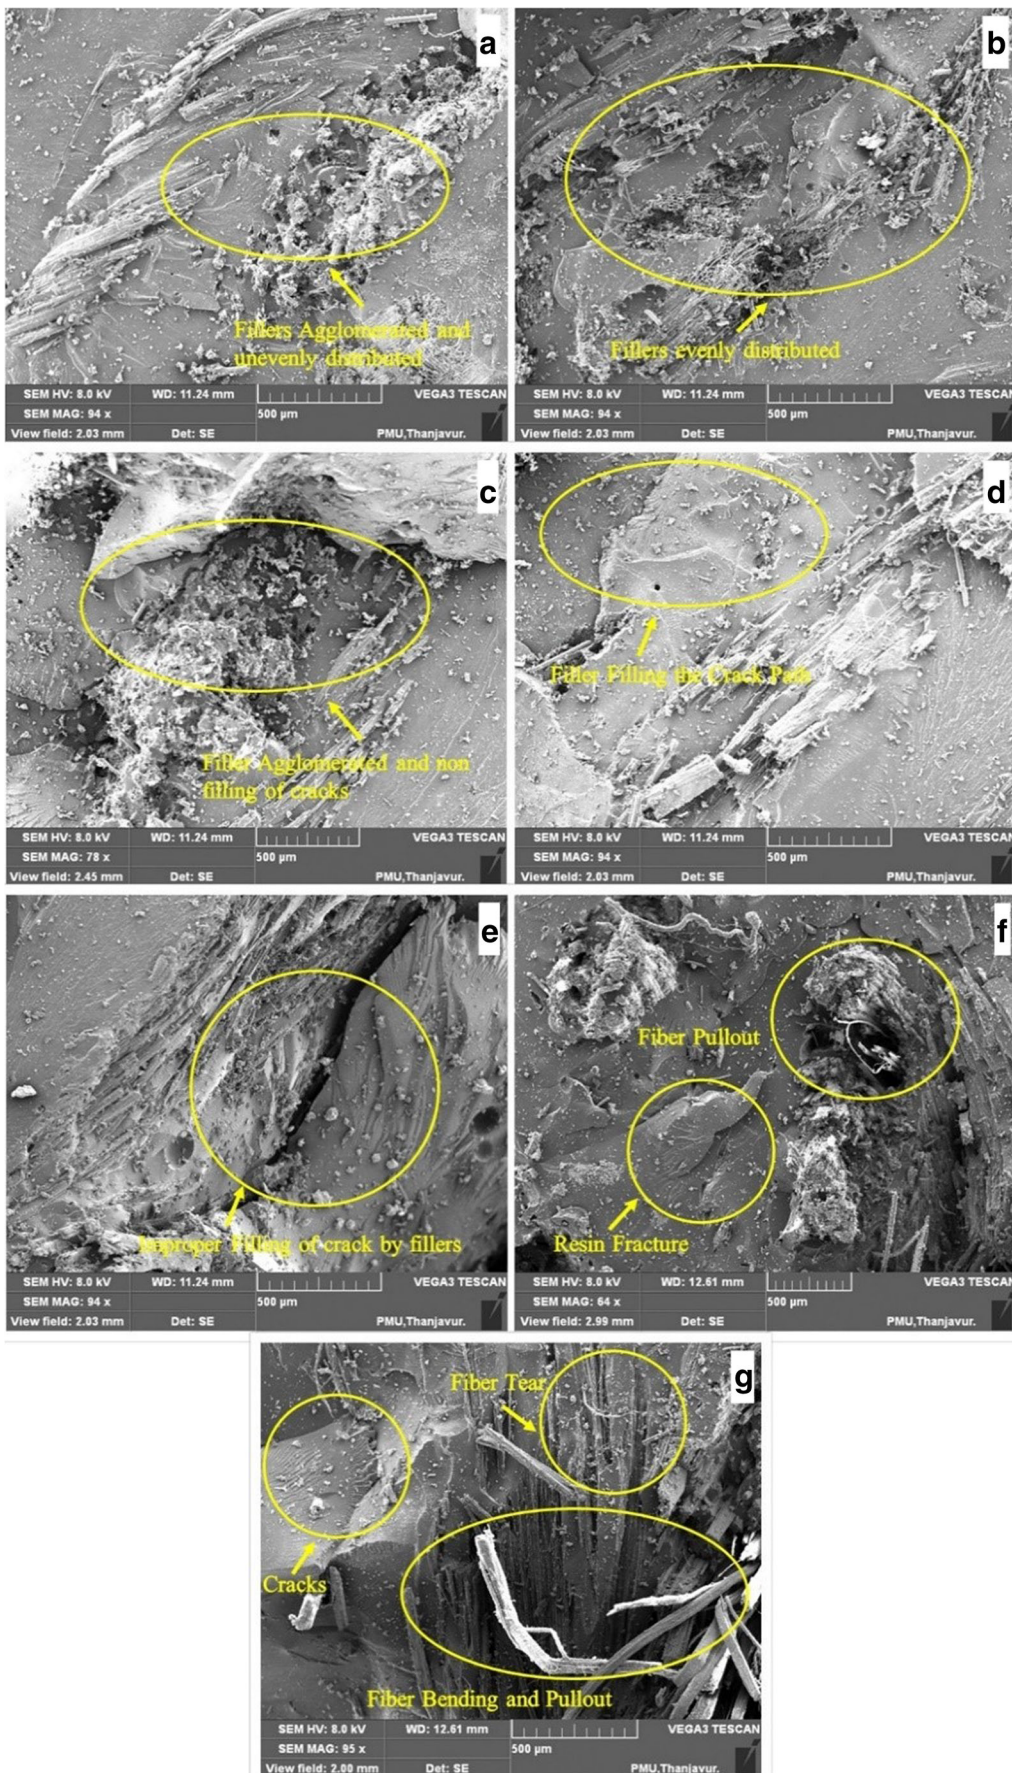 a
Fillers Agglomerated and
unevenly distributed
SEM HV: 8.0 kV WD: 11.24 mm VEGA3 TESCAN
SEM MAG: 94 x 500 µm
View field: 2.03 mm Det: SE PMU,Thanjavur.
b
Fillers evenly distributed
SEM HV: 8.0 kV WD: 11.24 mm VEGA3 TESCAN
SEM MAG: 94 x 500 µm
View field: 2.03 mm Det: SE PMU,Thanjavur.
c
Filler Agglomerated and non
filling of cracks
SEM HV: 8.0 kV WD: 11.24 mm VEGA3 TESCAN
SEM MAG: 78 x 500 µm
View field: 2.45 mm Det: SE PMU,Thanjavur.
d
Filler Filling the Crack Path
SEM HV: 8.0 kV WD: 11.24 mm VEGA3 TESCAN
SEM MAG: 94 x 500 µm
View field: 2.03 mm Det: SE PMU,Thanjavur.
e
Improper Filling of crack by fillers
SEM HV: 8.0 kV WD: 11.24 mm VEGA3 TESCAN
SEM MAG: 94 x 500 µm
View field: 2.03 mm Det: SE PMU,Thanjavur.
f
Fiber Pullout
Resin Fracture
SEM HV: 8.0 kV WD: 12.61 mm VEGA3 TESCAN
SEM MAG: 64 x 500 µm
View field: 2.99 mm Det: SE PMU,Thanjavur.
g
Fiber Tear
Cracks
Fiber Bending and Pullout
SEM HV: 8.0 kV WD: 12.61 mm VEGA3 TESCAN
SEM MAG: 95 x 500 µm
View field: 2.00 mm Det: SE PMU,Thanjavur.